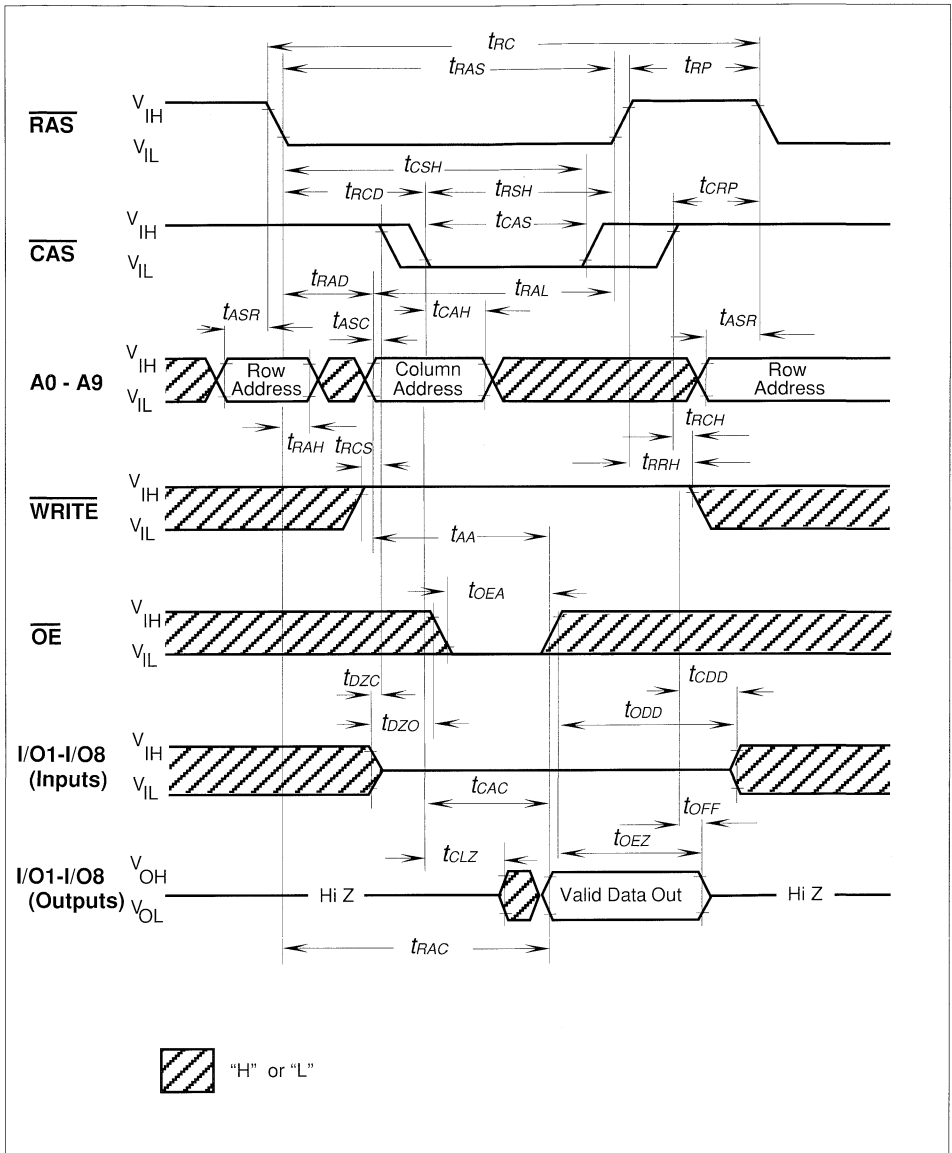 tRC
tRAS
tRP
RAS
VIH
VIL
tCSH
tRCD
tRSH
tCRP
tCAS
CAS
VIH
VIL
tRAD
tRAL
tASR
tASC
tCAH
tASR
A0 - A9
VIH
VIL
Row Address
Column Address
Row Address
tRAH
tRCS
tRCH
tRRH
WRITE
VIH
VIL
tAA
tOEA
OE
VIH
VIL
tDZC
tCDD
tDZO
tODD
I/O1-I/O8
(Inputs)
VIH
VIL
tCAC
tOFF
tCLZ
tOEZ
I/O1-I/O8
(Outputs)
VOH
VOL
Hi Z
Valid Data Out
Hi Z
tRAC
"H" or "L"